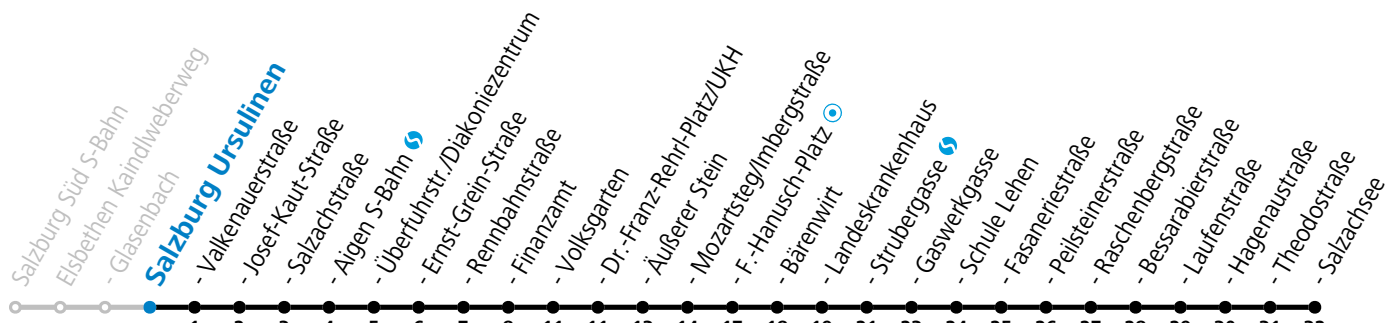 Salzburg Süd S-Bahn
Elsbethen Kaindlweberweg
- Glasenbach
Salzburg Ursulinen
- Valkenauerstraße
- Josef-Kaut-Straße
- Salzachstraße
- Aigen S-Bahn
- Überfuhrstr./Diakoniezentrum
- Ernst-Grein-Straße
- Rennbahnstraße
- Finanzamt
- Volksgarten
- Dr.-Franz-Rehrl-Platz/UKH
- Äußerer Stein
- Mozartsteg/Imbergstraße
- F.-Hanusch-Platz
- Bärenwirt
- Landeskrankenhaus
- Strubergasse
- Gaswerkgasse
- Schule Lehen
- Fasaneriestraße
- Peilsteinerstraße
- Raschenbergstraße
- Bessarabierstraße
- Laufenstraße
- Hagenaustraße
- Theodostraße
- Salzachsee